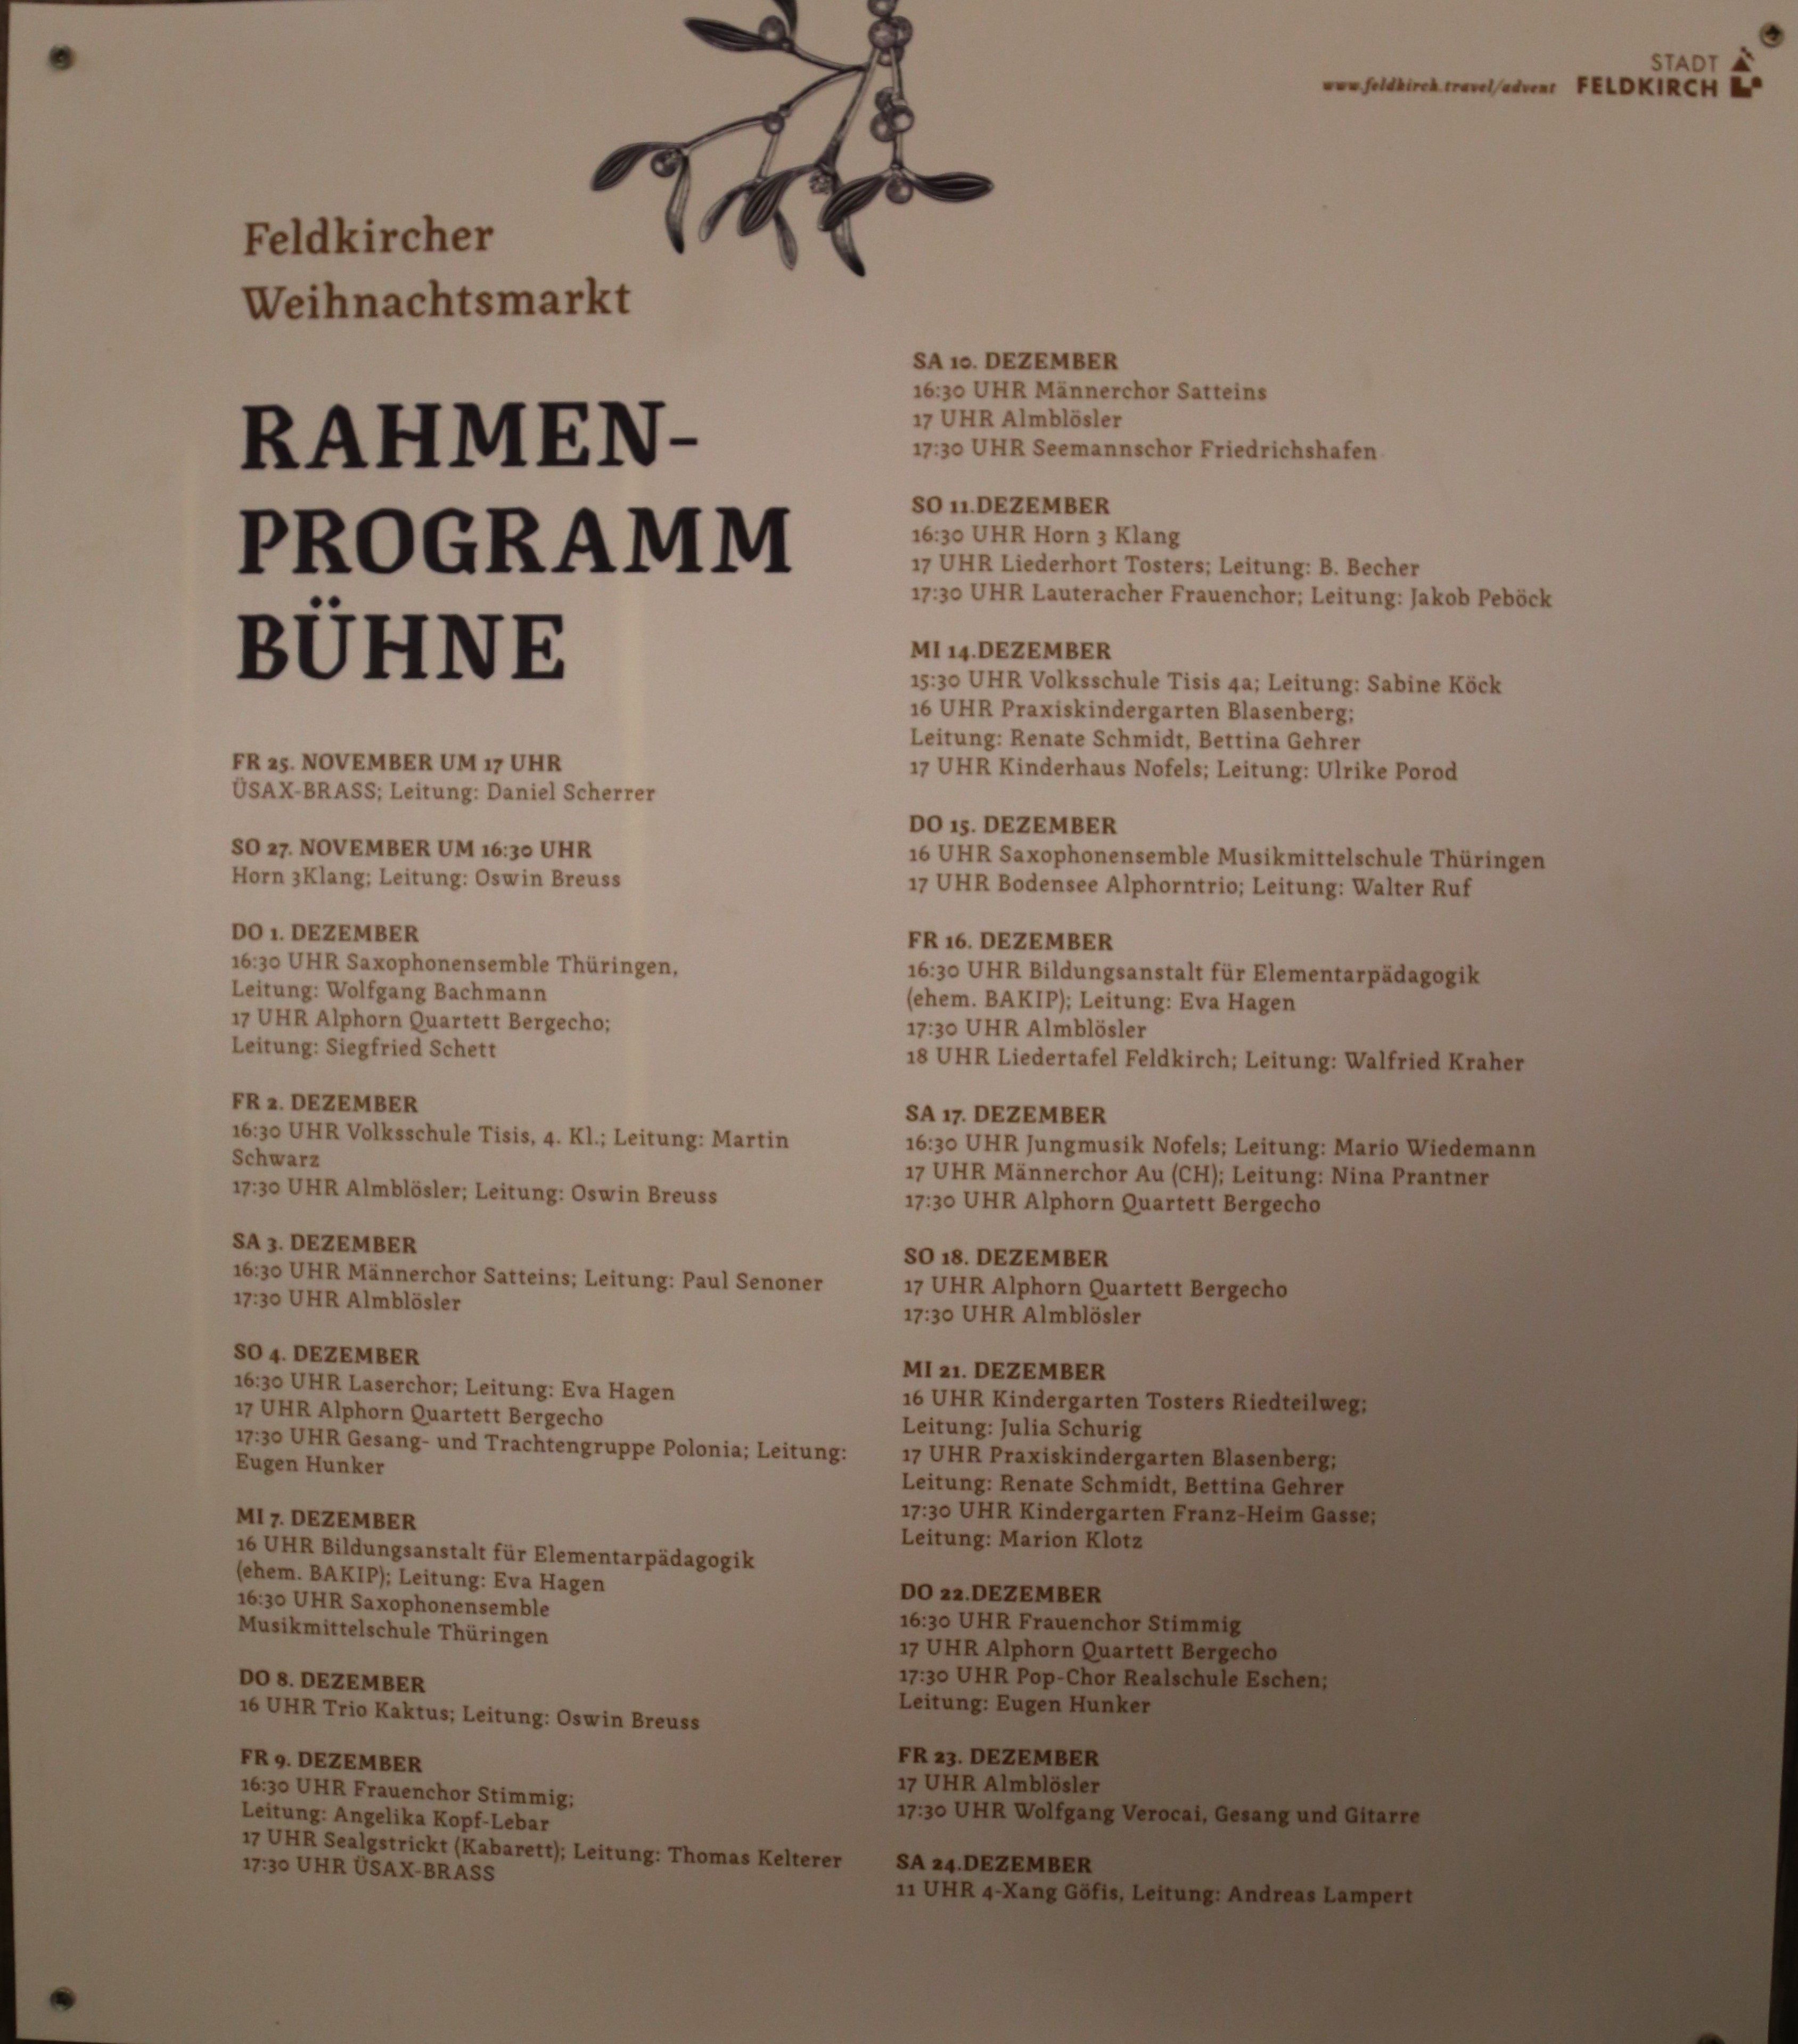 www.feldkirch.travel/advent
STADT
FELDKIRCH
Feldkircher
Weihnachtsmarkt
RAHMEN-
PROGRAMM
BÜHNE
FR 25. NOVEMBER UM 17 UHR
ÜSAX-BRASS; Leitung: Daniel Scherrer
SO 27. NOVEMBER UM 16:30 UHR
Horn 3Klang; Leitung: Oswin Breuss
DO 1. DEZEMBER
16:30 UHR Saxophonensemble Thüringen,
Leitung: Wolfgang Bachmann
17 UHR Alphorn Quartett Bergecho;
Leitung: Siegfried Schett
FR 2. DEZEMBER
16:30 UHR Volksschule Tisis, 4. Kl.; Leitung: Martin
Schwarz
17:30 UHR Almblösler; Leitung: Oswin Breuss
SA 3. DEZEMBER
16:30 UHR Männerchor Satteins; Leitung: Paul Senoner
17:30 UHR Almblösler
SO 4. DEZEMBER
16:30 UHR Laserchor; Leitung: Eva Hagen
17 UHR Alphorn Quartett Bergecho
17:30 UHR Gesang- und Trachtengruppe Polonia; Leitung:
Eugen Hunker
MI 7. DEZEMBER
16 UHR Bildungsanstalt für Elementarpädagogik
(ehem. BAKIP); Leitung: Eva Hagen
16:30 UHR Saxophonensemble
Musikmittelschule Thüringen
DO 8. DEZEMBER
16 UHR Trio Kaktus; Leitung: Oswin Breuss
FR 9. DEZEMBER
16:30 UHR Frauenchor Stimmig;
Leitung: Angelika Kopf-Lebar
17 UHR Sealgstrickt (Kabarett); Leitung: Thomas Kelterer
17:30 UHR ÜSAX-BRASS
SA 10. DEZEMBER
16:30 UHR Männerchor Satteins
17 UHR Almblösler
17:30 UHR Seemannschor Friedrichshafen
SO 11.DEZEMBER
16:30 UHR Horn 3 Klang
17 UHR Liederhort Tosters; Leitung: B. Becher
17:30 UHR Lauteracher Frauenchor; Leitung: Jakob Peböck
MI 14.DEZEMBER
15:30 UHR Volksschule Tisis 4a; Leitung: Sabine Köck
16 UHR Praxiskindergarten Blasenberg;
Leitung: Renate Schmidt, Bettina Gehrer
17 UHR Kinderhaus Nofels; Leitung: Ulrike Porod
DO 15. DEZEMBER
16 UHR Saxophonensemble Musikmittelschule Thüringen
17 UHR Bodensee Alphorntrio; Leitung: Walter Ruf
FR 16. DEZEMBER
16:30 UHR Bildungsanstalt für Elementarpädagogik
(ehem. BAKIP); Leitung: Eva Hagen
17:30 UHR Almblösler
18 UHR Liedertafel Feldkirch; Leitung: Walfried Kraher
SA 17. DEZEMBER
16:30 UHR Jungmusik Nofels; Leitung: Mario Wiedemann
17 UHR Männerchor Au (CH); Leitung: Nina Prantner
17:30 UHR Alphorn Quartett Bergecho
SO 18. DEZEMBER
17 UHR Alphorn Quartett Bergecho
17:30 UHR Almblösler
MI 21. DEZEMBER
16 UHR Kindergarten Tosters Riedteilweg;
Leitung: Julia Schurig
17 UHR Praxiskindergarten Blasenberg;
Leitung: Renate Schmidt, Bettina Gehrer
17:30 UHR Kindergarten Franz-Heim Gasse;
Leitung: Marion Klotz
DO 22.DEZEMBER
16:30 UHR Frauenchor Stimmig
17 UHR Alphorn Quartett Bergecho
17:30 UHR Pop-Chor Realschule Eschen;
Leitung: Eugen Hunker
FR 23. DEZEMBER
17 UHR Almblösler
17:30 UHR Wolfgang Verocai, Gesang und Gitarre
SA 24.DEZEMBER
11 UHR 4-Xang Göfis, Leitung: Andreas Lampert